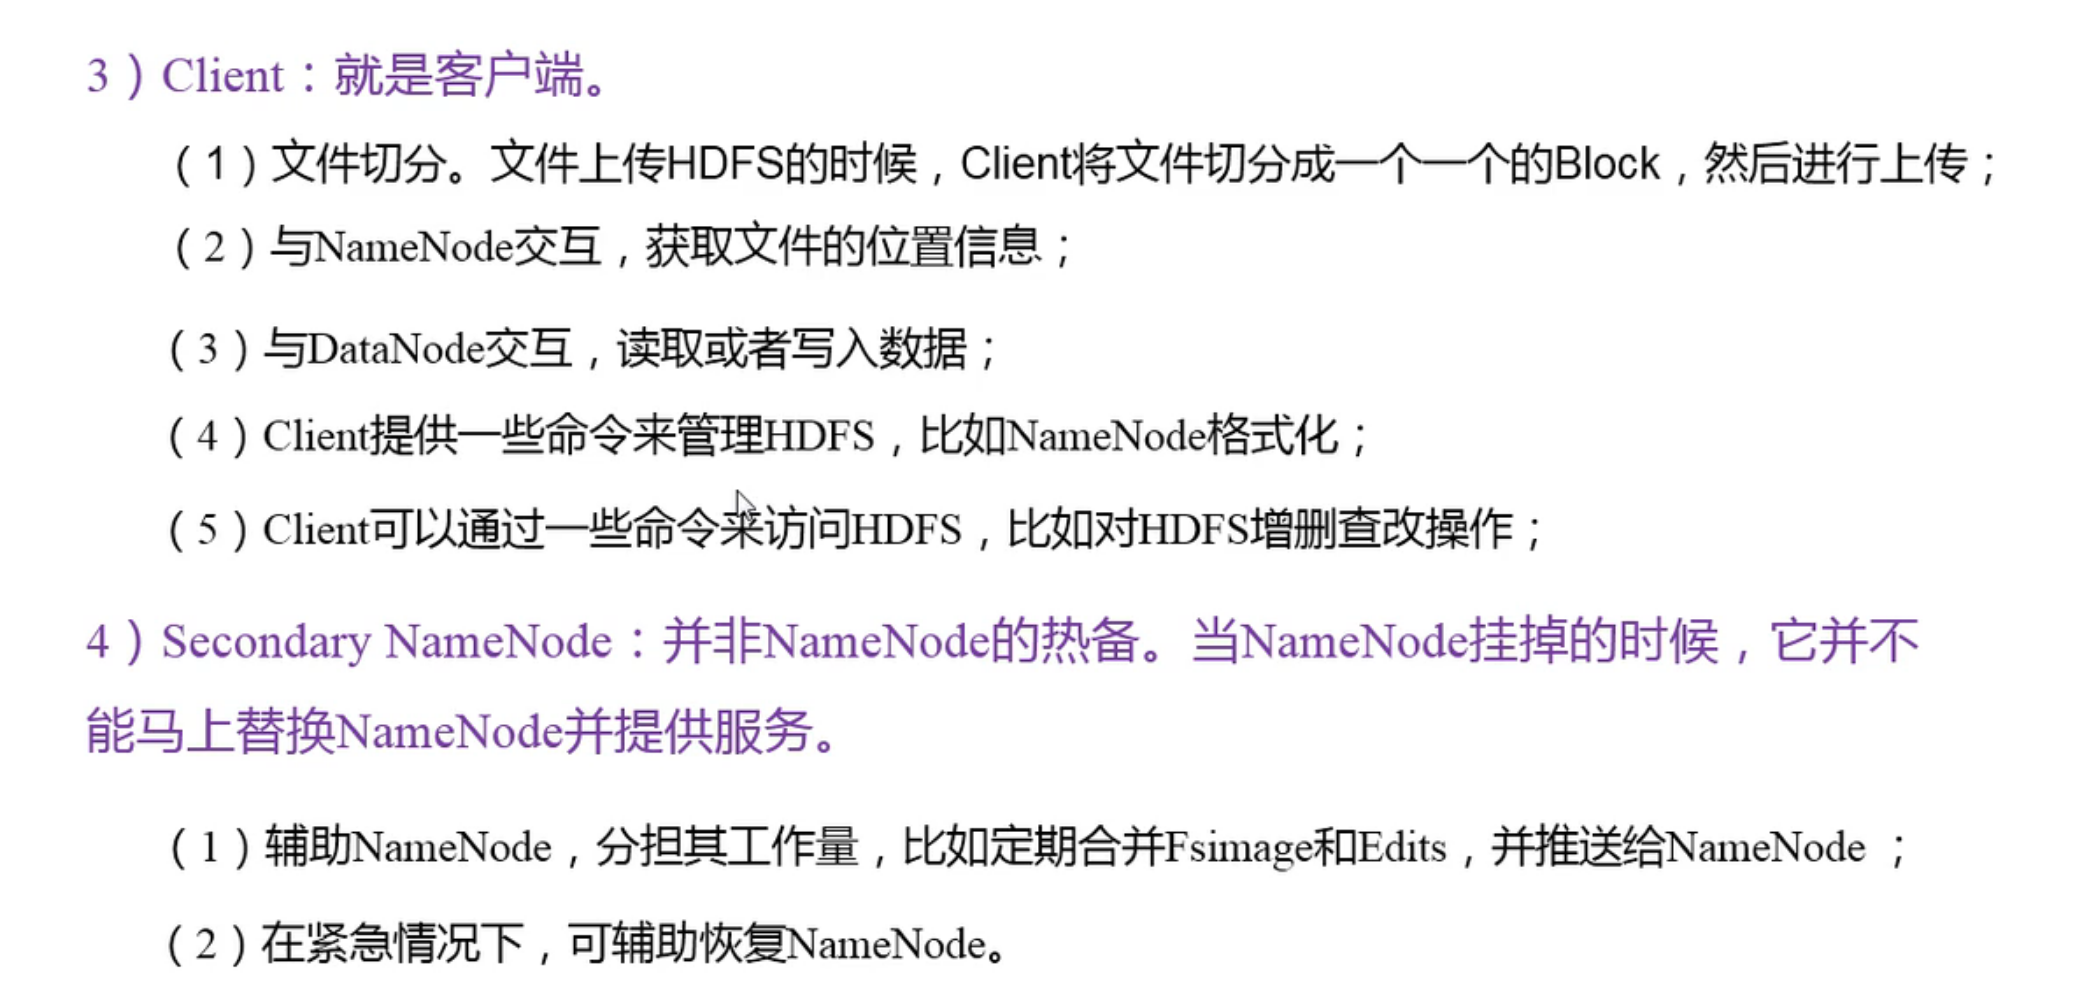 3）Client：就是客户端。
（1）文件切分。文件上传HDFS的时候，Client将文件切分成一个一个的Block，然后进行上传；
（2）与NameNode交互，获取文件的位置信息；
（3）与DataNode交互，读取或者写入数据；
（4）Client提供一些命令来管理HDFS，比如NameNode格式化；
（5）Client可以通过一些命令来访问HDFS，比如对HDFS增删查改操作；
4）Secondary NameNode：并非NameNode的热备。当NameNode挂掉的时候，它并不
能马上替换NameNode并提供服务。
（1）辅助NameNode，分担其工作量，比如定期合并Fsimage和Edits，并推送给NameNode ；
（2）在紧急情况下，可辅助恢复NameNode。